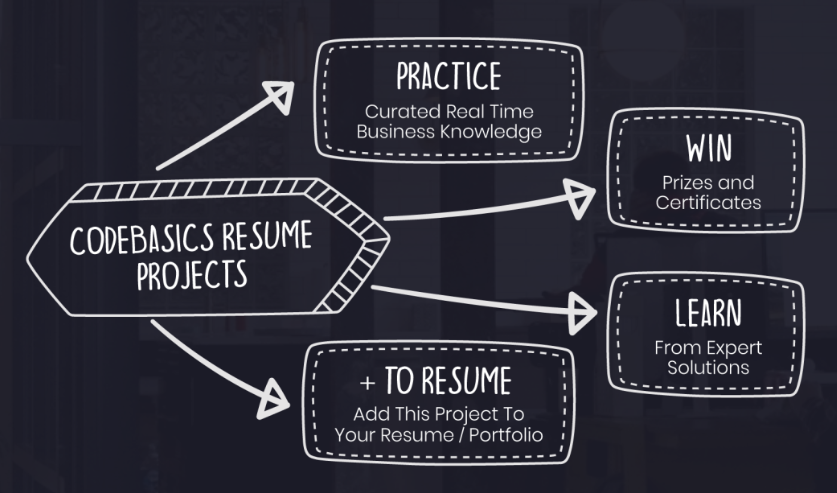 PRACTICE
Curated Real Time
Business Knowledge
WIN
Prizes and
Certificates
CODEBASICS RESUME
PROJECTS
LEARN
From Expert
Solutions
+ TO RESUME
Add This Project To
Your Resume / Portfolio